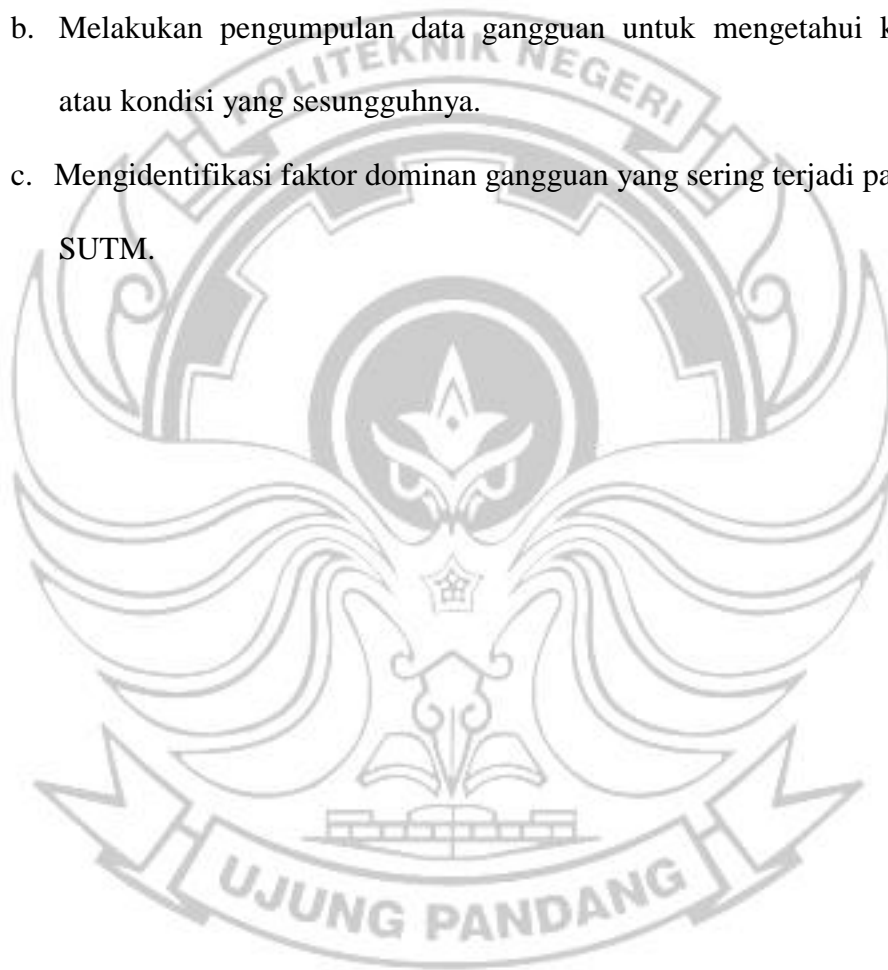 b. Melakukan pengumpulan data gangguan untuk mengetahui
POLITEKNIK NEGERI
atau kondisi yang sesungguhnya.
c. Mengidentifikasi faktor dominan gangguan yang sering terjadi
SUTM.
UJUNG PANDANG